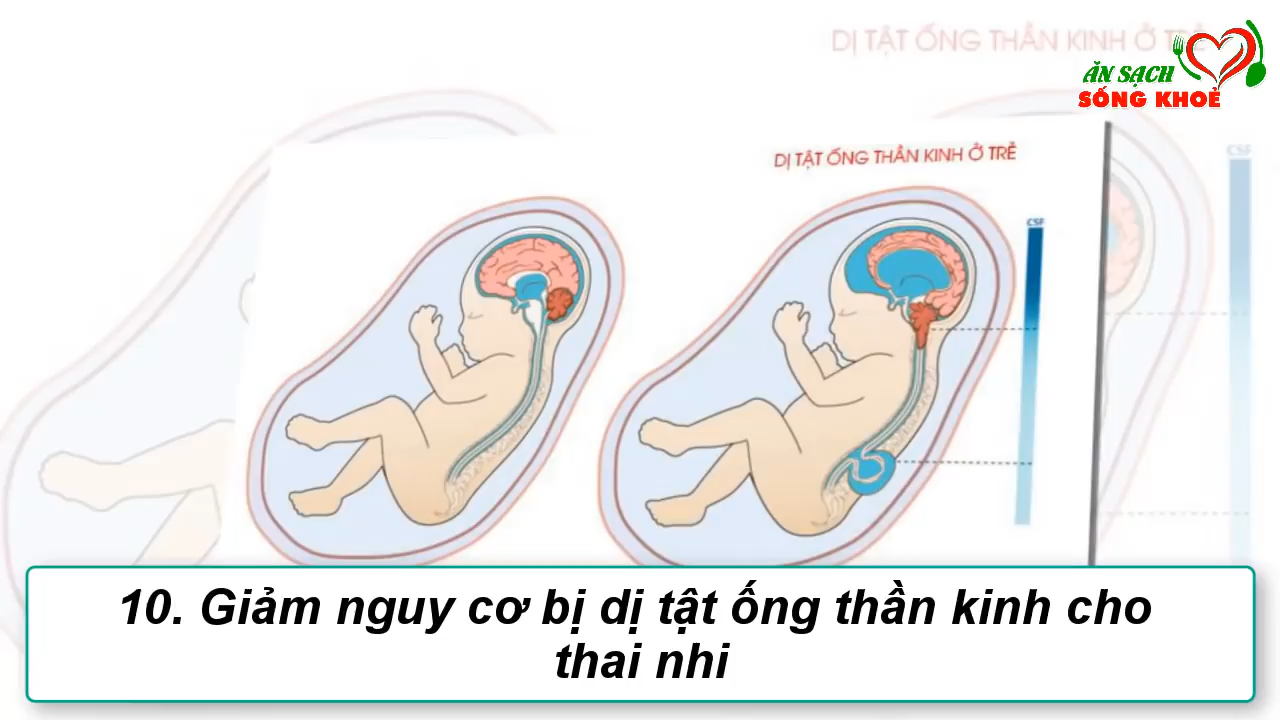 DỊ TẬT ỐNG THẦN KINH Ở TRẺ
ĂN SẠCH
SỐNG KHOẺ
CSF
DỊ TẬT ỐNG THẦN KINH Ở TRẺ
CSF
10. Giảm nguy cơ bị dị tật ống thần kinh cho
thai nhi